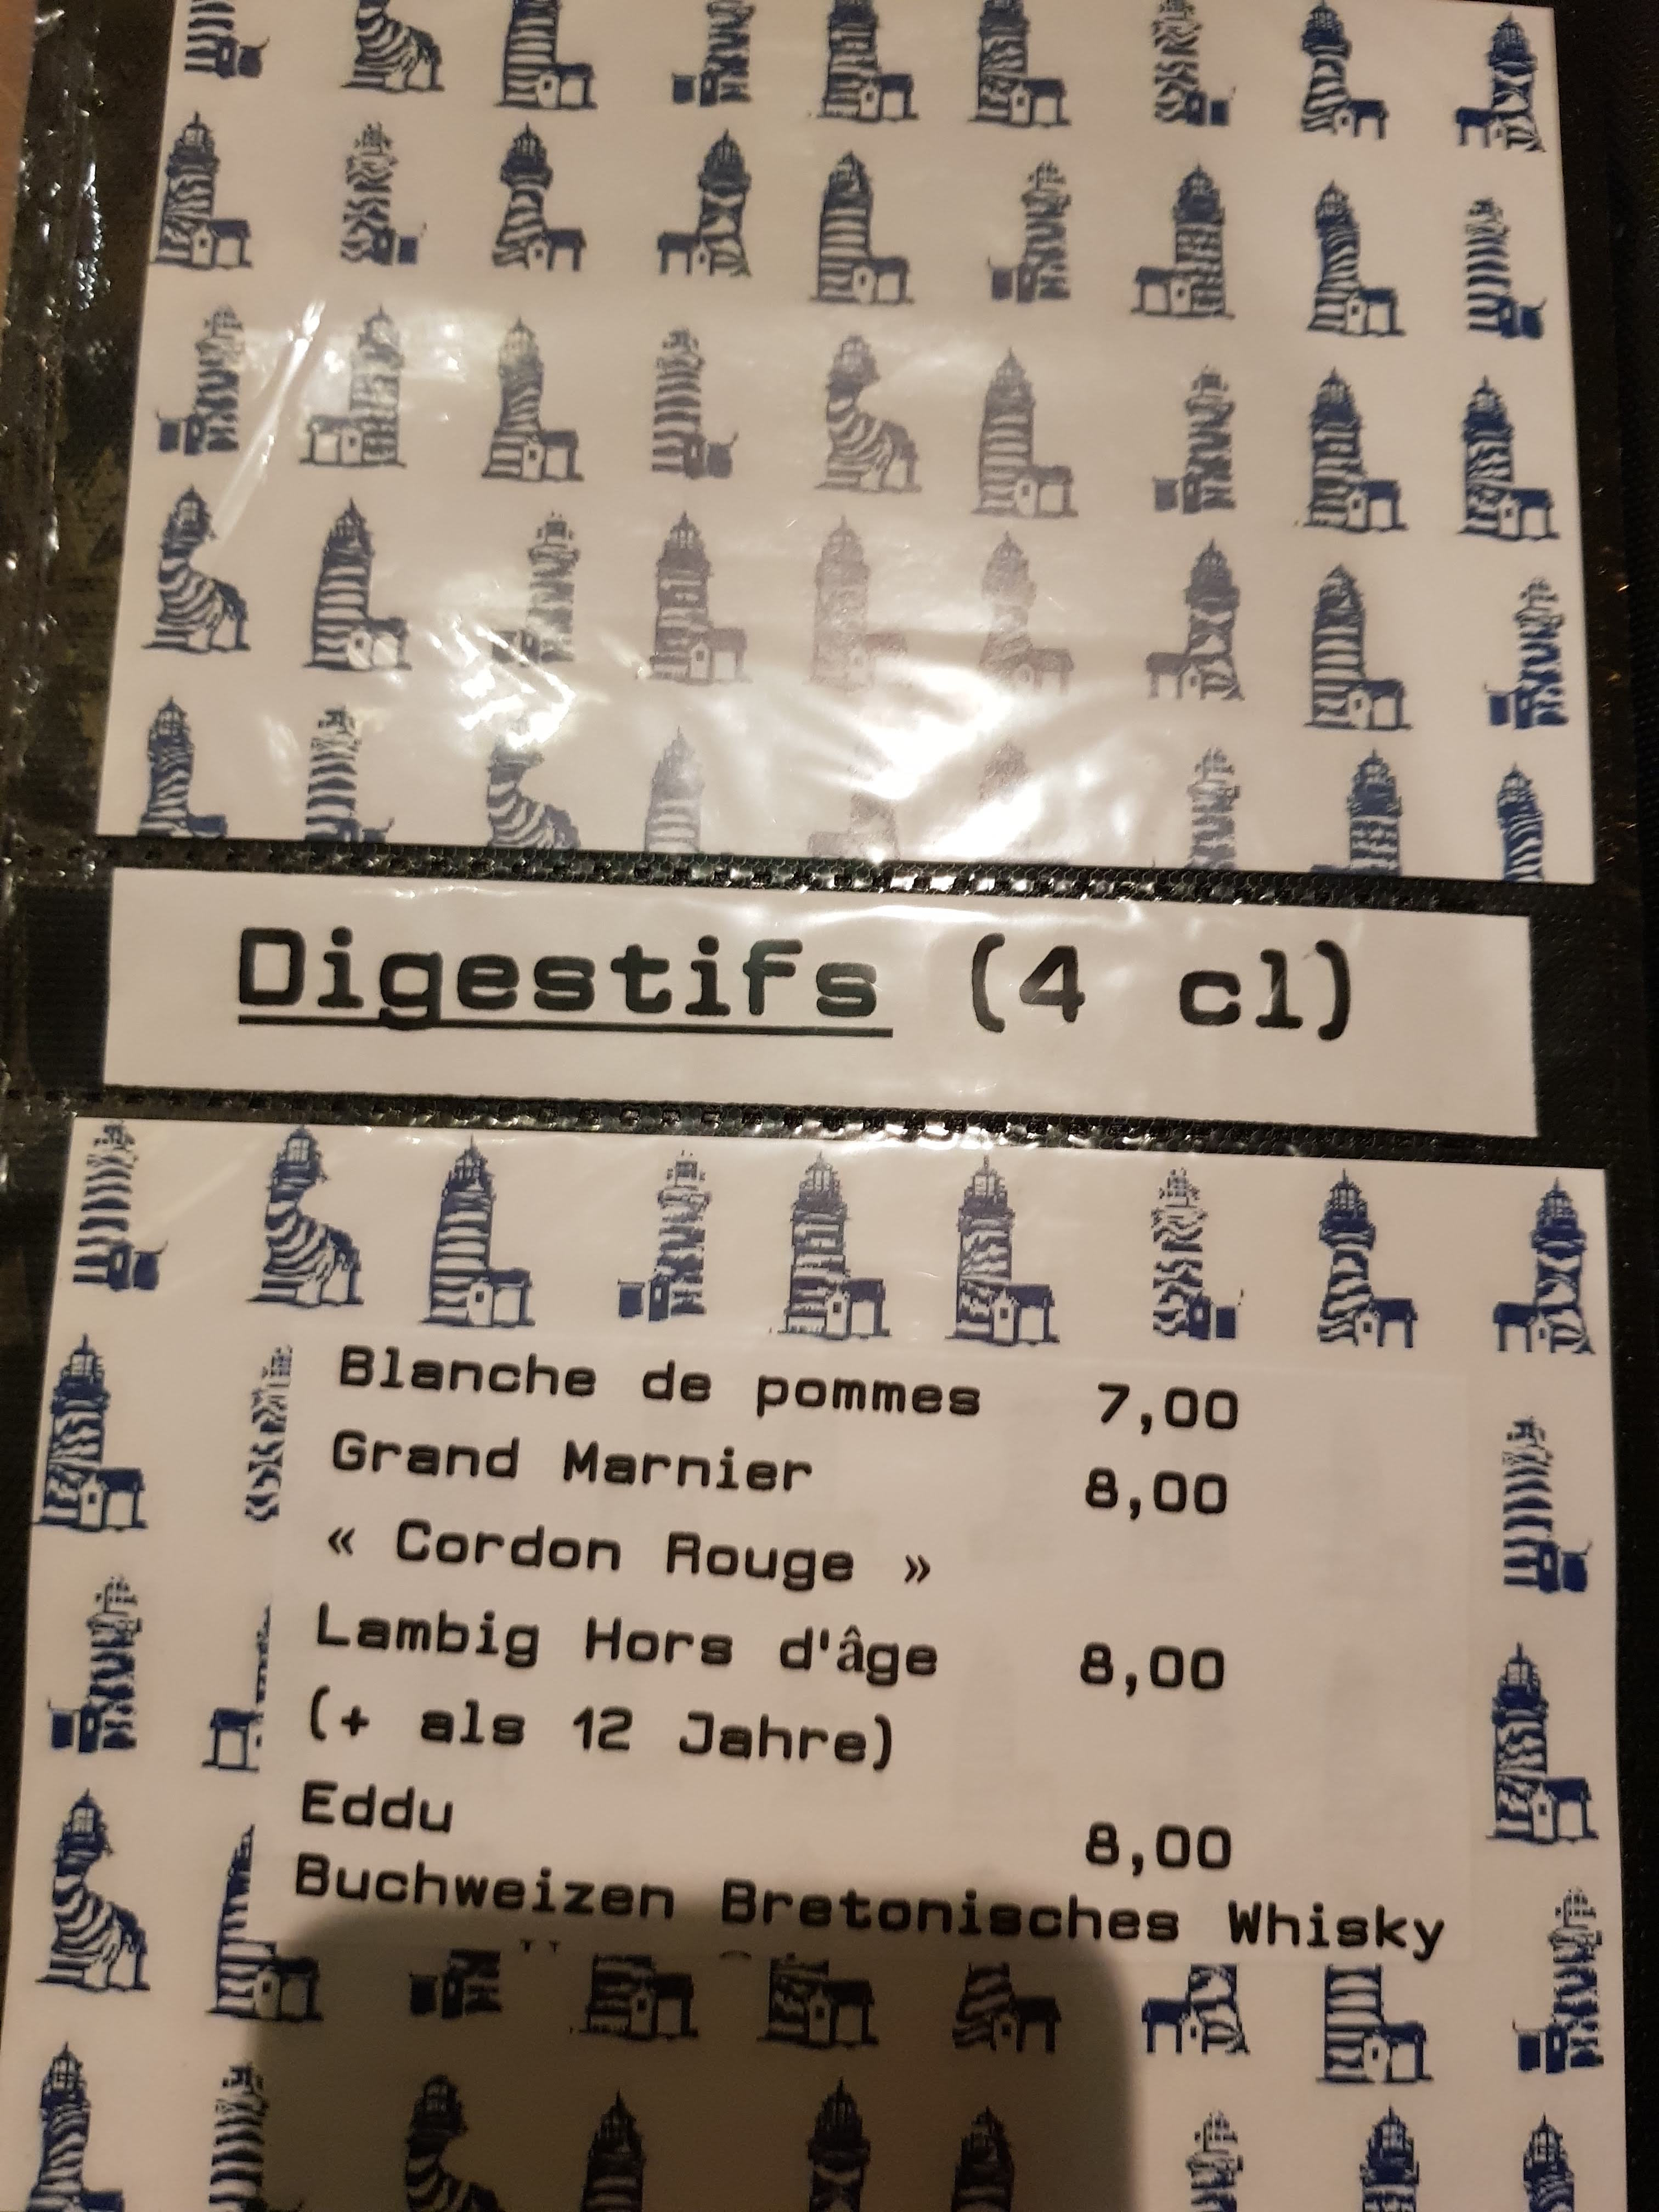 Digestifs (4 cl)
Blanche de pommes 7,00
Grand Marnier 8,00
« Cordon Rouge »
Lambig Hors d'âge 8,00
(+ als 12 Jahre)
Eddu 8,00
Buchweizen Bretonisches Whisky